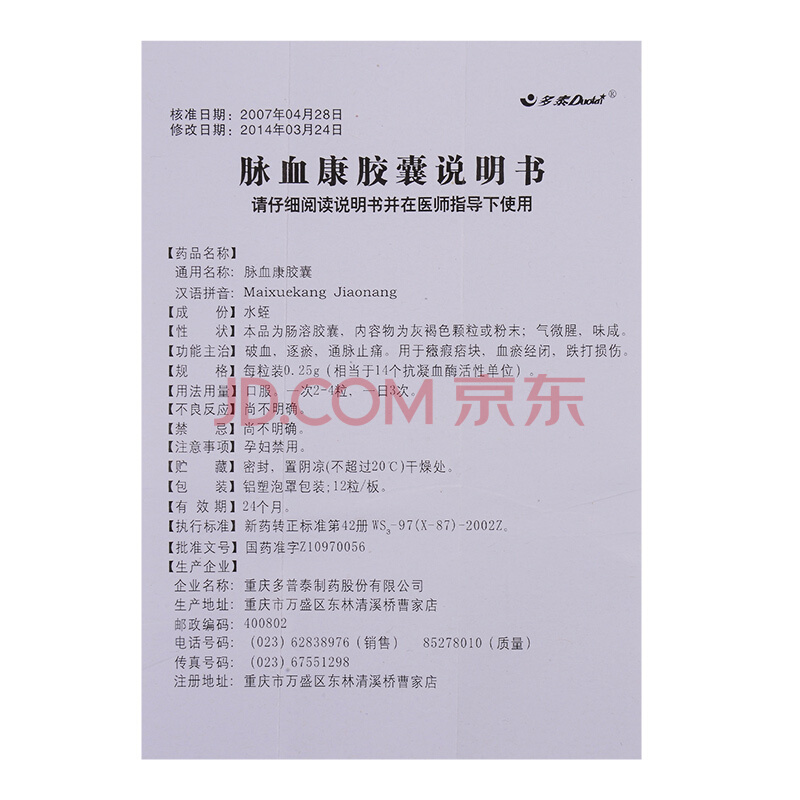 多泰Duotai®
核准日期：2007年04月28日
修改日期：2014年03月24日
脉血康胶囊说明书
请仔细阅读说明书并在医师指导下使用
【药品名称】
通用名称：脉血康胶囊
汉语拼音：Maixuekang Jiaonang
【成 份】水蛭
【性 状】本品为肠溶胶囊，内容物为灰褐色颗粒或粉末；气微腥，味咸。
【功能主治】破血，逐瘀，通脉止痛。用于癥瘕痞块，血瘀经闭，跌打损伤。
【规 格】每粒装0.25g（相当于14个抗凝血酶活性单位）。
【用法用量】口服，一次2-4粒，一日3次。
【不良反应】尚不明确。
【禁 忌】尚不明确。
【注意事项】孕妇禁用。
【贮 藏】密封，置阴凉(不超过20℃)干燥处。
【包 装】铝塑泡罩包装;12粒/板。
【有 效 期】24个月。
【执行标准】新药转正标准第42册 WS3-97(X-87)-2002Z。
【批准文号】国药准字Z10970056
【生产企业】
企业名称：重庆多普泰制药股份有限公司
生产地址：重庆市万盛区东林清溪桥曹家店
邮政编码：400802
电话号码：(023) 62838976（销售） 85278010（质量）
传真号码：(023) 67551298
注册地址：重庆市万盛区东林清溪桥曹家店
JD.COM 京东